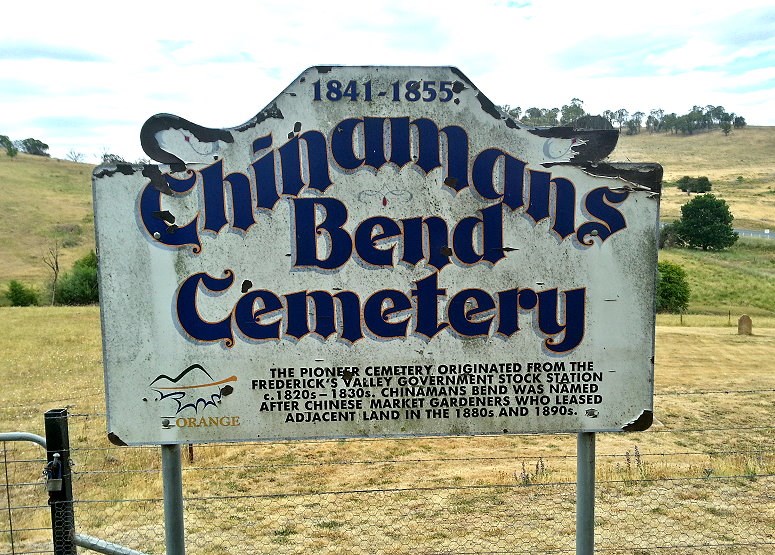 1841-1855
Chinamans
Bend
Cemetery
THE PIONEER CEMETERY ORIGINATED FROM THE
FREDERICK'S VALLEY GOVERNMENT STOCK STATION
c.1820s – 1830s. CHINAMANS BEND WAS NAMED
AFTER CHINESE MARKET GARDENERS WHO LEASED
ADJACENT LAND IN THE 1880s AND 1890s.
ORANGE